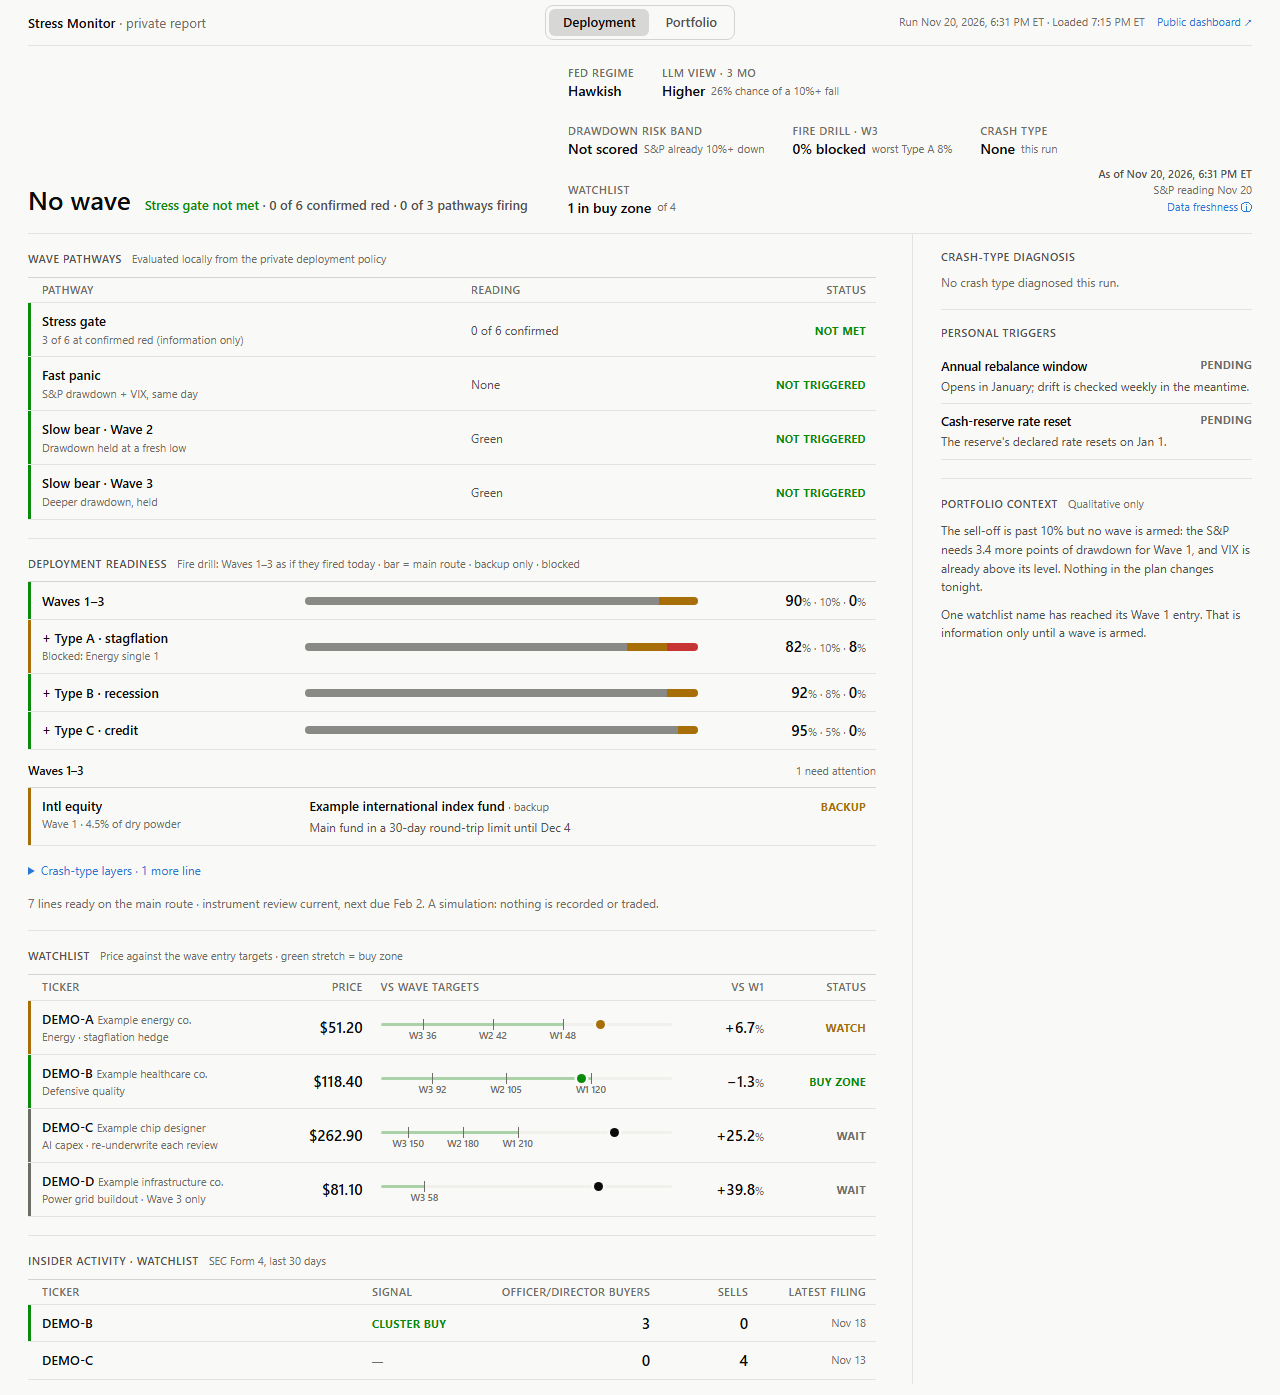 Stress Monitor · private report
Deployment
Portfolio
Run Nov 20, 2026, 6:31 PM ET · Loaded 7:15 PM ET
Public dashboard ↗
FED REGIME
Hawkish
LLM VIEW · 3 MO
Higher 26% chance of a 10%+ fall
DRAWDOWN RISK BAND
Not scored S&P already 10%+ down
FIRE DRILL · W3
0% blocked worst Type A 8%
CRASH TYPE
None this run
WATCHLIST
1 in buy zone of 4
No wave Stress gate not met · 0 of 6 confirmed red · 0 of 3 pathways firing
As of Nov 20, 2026, 6:31 PM ET
S&P reading Nov 20
Data freshness ⓘ
WAVE PATHWAYS Evaluated locally from the private deployment policy
PATHWAY READING STATUS
Stress gate
3 of 6 at confirmed red (information only)
0 of 6 confirmed
NOT MET
Fast panic
S&P drawdown + VIX, same day
None
NOT TRIGGERED
Slow bear · Wave 2
Drawdown held at a fresh low
Green
NOT TRIGGERED
Slow bear · Wave 3
Deeper drawdown, held
Green
NOT TRIGGERED
DEPLOYMENT READINESS Fire drill: Waves 1–3 as if they fired today · bar = main route · backup only · blocked
Waves 1–3
90% · 10% · 0%
+ Type A · stagflation
Blocked: Energy single 1
82% · 10% · 8%
+ Type B · recession
92% · 8% · 0%
+ Type C · credit
95% · 5% · 0%
Waves 1–3
1 need attention
Intl equity
Wave 1 · 4.5% of dry powder
Example international index fund · backup
Main fund in a 30-day round-trip limit until Dec 4
BACKUP
▶ Crash-type layers · 1 more line
7 lines ready on the main route · instrument review current, next due Feb 2. A simulation: nothing is recorded or traded.
WATCHLIST Price against the wave entry targets · green stretch = buy zone
TICKER PRICE VS WAVE TARGETS VS W1 STATUS
DEMO-A Example energy co.
Energy · stagflation hedge
$51.20
W3 36 W2 42 W1 48
+6.7%
WATCH
DEMO-B Example healthcare co.
Defensive quality
$118.40
W3 92 W2 105 W1 120
−1.3%
BUY ZONE
DEMO-C Example chip designer
AI capex · re-underwrite each review
$262.90
W3 150 W2 180 W1 210
+25.2%
WAIT
DEMO-D Example infrastructure co.
Power grid buildout · Wave 3 only
$81.10
W3 58
+39.8%
WAIT
INSIDER ACTIVITY · WATCHLIST SEC Form 4, last 30 days
TICKER SIGNAL OFFICER/DIRECTOR BUYERS SELLS LATEST FILING
DEMO-B CLUSTER BUY 3 0 Nov 18
DEMO-C — 0 4 Nov 13
CRASH-TYPE DIAGNOSIS
No crash type diagnosed this run.
PERSONAL TRIGGERS
Annual rebalance window PENDING
Opens in January; drift is checked weekly in the meantime.
Cash-reserve rate reset PENDING
The reserve's declared rate resets on Jan 1.
PORTFOLIO CONTEXT Qualitative only
The sell-off is past 10% but no wave is armed: the S&P
needs 3.4 more points of drawdown for Wave 1, and VIX is
already above its level. Nothing in the plan changes
tonight.
One watchlist name has reached its Wave 1 entry. That is
information only until a wave is armed.